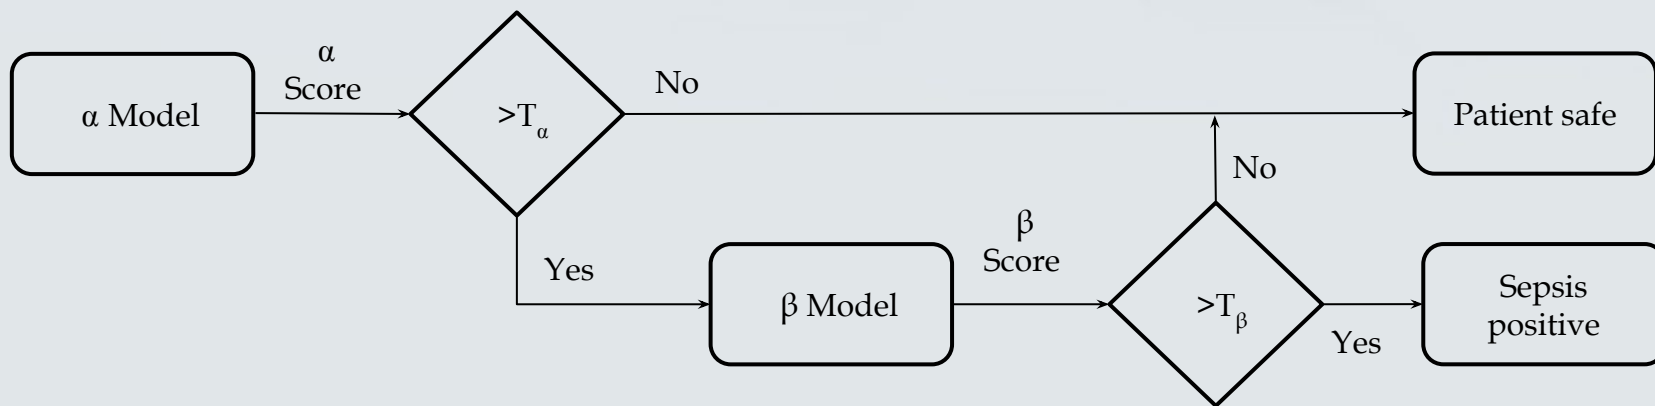 α Model
α
Score
>Tα
No
Patient safe
Yes
β Model
β
Score
>Tβ
No
Yes
Sepsis
positive